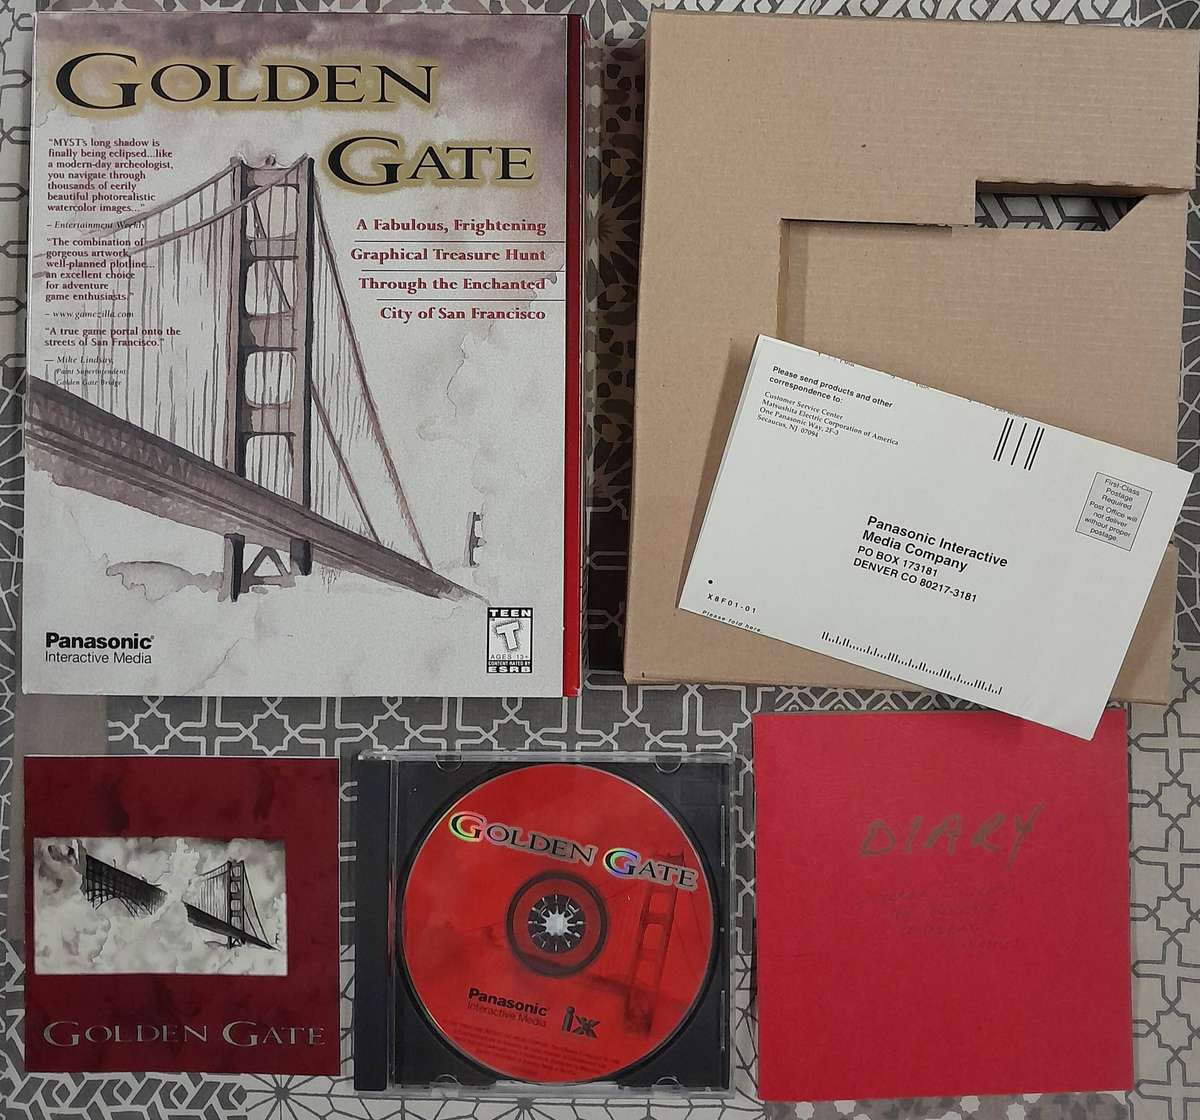 GOLDEN
GATE
"MYST's long shadow is
finally being eclipsed...like
a modern-day archeologist,
you navigate through
thousands of eerily
beautiful photorealistic
watercolor images..."
– Entertainment Weekly
"The combination of
gorgeous artwork,
well-planned plotline...
an excellent choice
for adventure
game enthusiasts."
– www.gamezilla.com
"A true game portal onto the
streets of San Francisco."
— Mike Lindsay,
Paint Superintendent
Golden Gate Bridge
A Fabulous, Frightening
Graphical Treasure Hunt
Through the Enchanted
City of San Francisco
Panasonic
Interactive Media
TEEN
T
AGES 13+
CONTENT RATED BY
ESRB
Please send products and other
correspondence to:
Customer Service Center
Matsushita Electric Corporation of America
One Panasonic Way, 2F-3
Secaucus, NJ 07094
First-Class
Postage
Required
Post Office will
not deliver
without proper
postage.
Panasonic Interactive
Media Company
PO BOX 173181
DENVER CO 80217-3181
X8F01-01
Please fold here.
GOLDEN GATE
GOLDEN GATE
Panasonic
Interactive Media
ix
DIARY